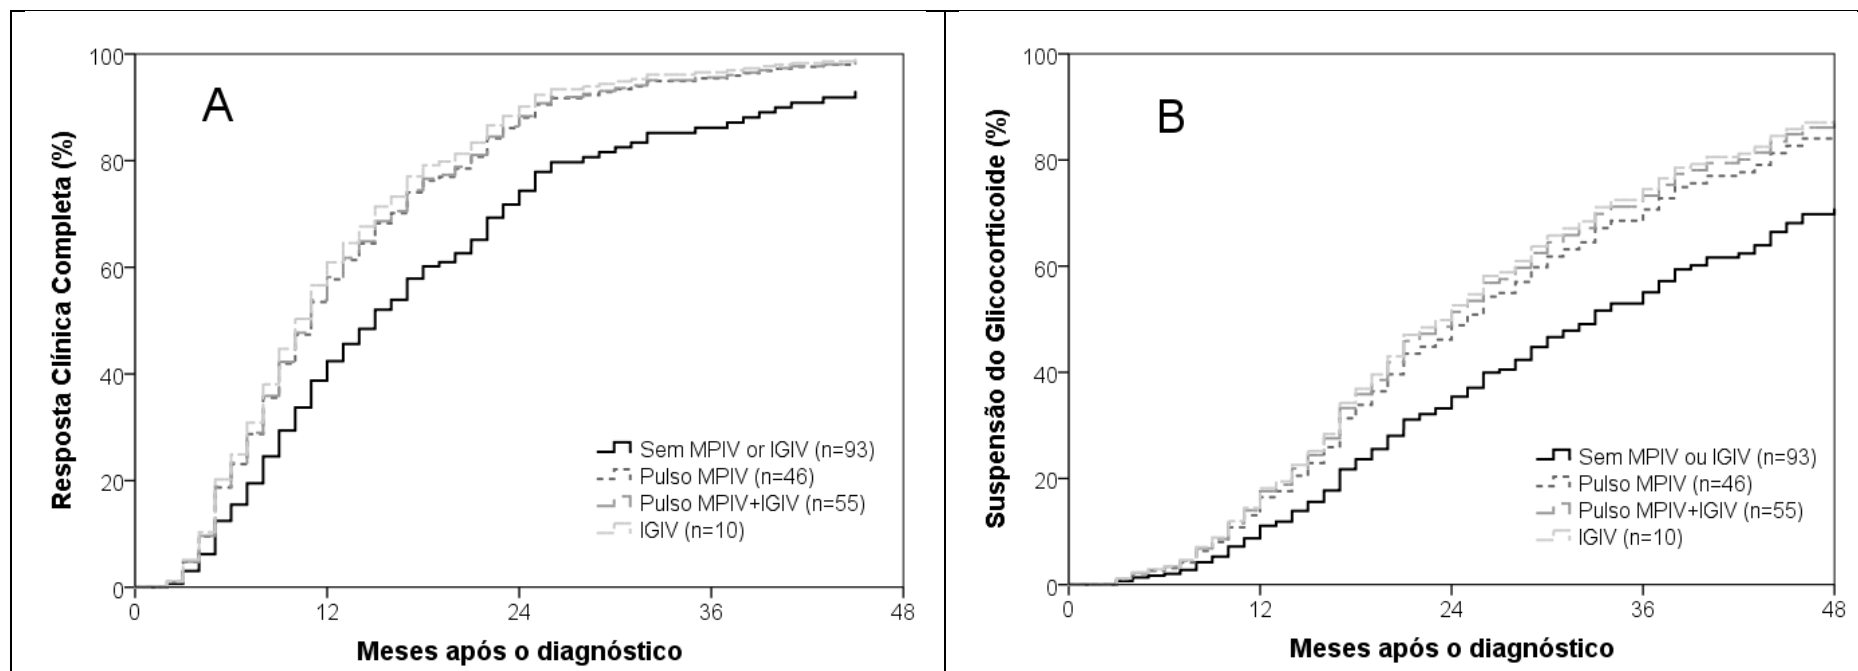 A
Resposta Clínica Completa (%)
100
80
60
40
20
0
Sem MPIV or IGIV (n=93)
Pulso MPIV (n=46)
Pulso MPIV+IGIV (n=55)
IGIV (n=10)
0 12 24 36 48
Meses após o diagnóstico
B
Suspensão do Glicocorticoide (%)
100
80
60
40
20
0
Sem MPIV ou IGIV (n=93)
Pulso MPIV (n=46)
Pulso MPIV+IGIV (n=55)
IGIV (n=10)
0 12 24 36 48
Meses após o diagnóstico